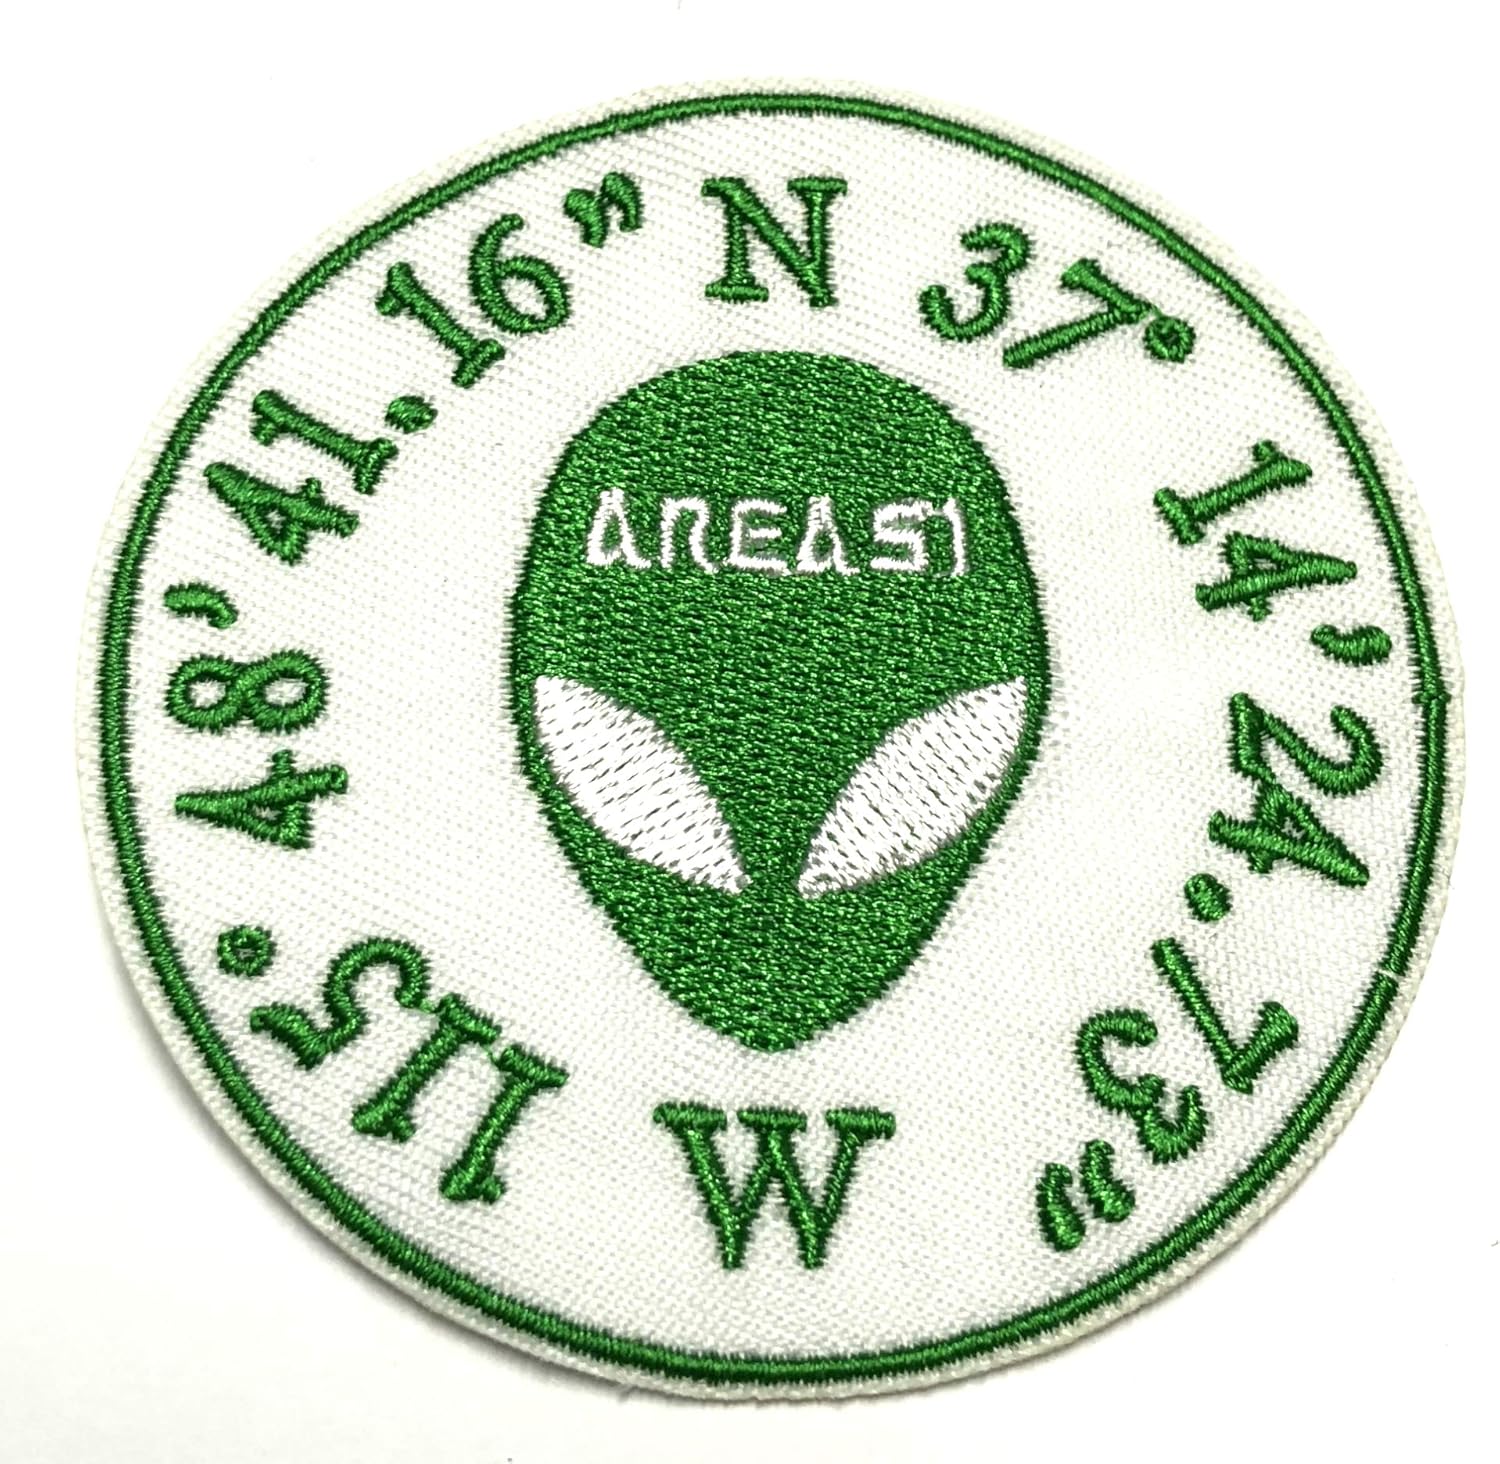 N 37° 14’ 24.73” W 115° 48’ 41.16”
AREA51